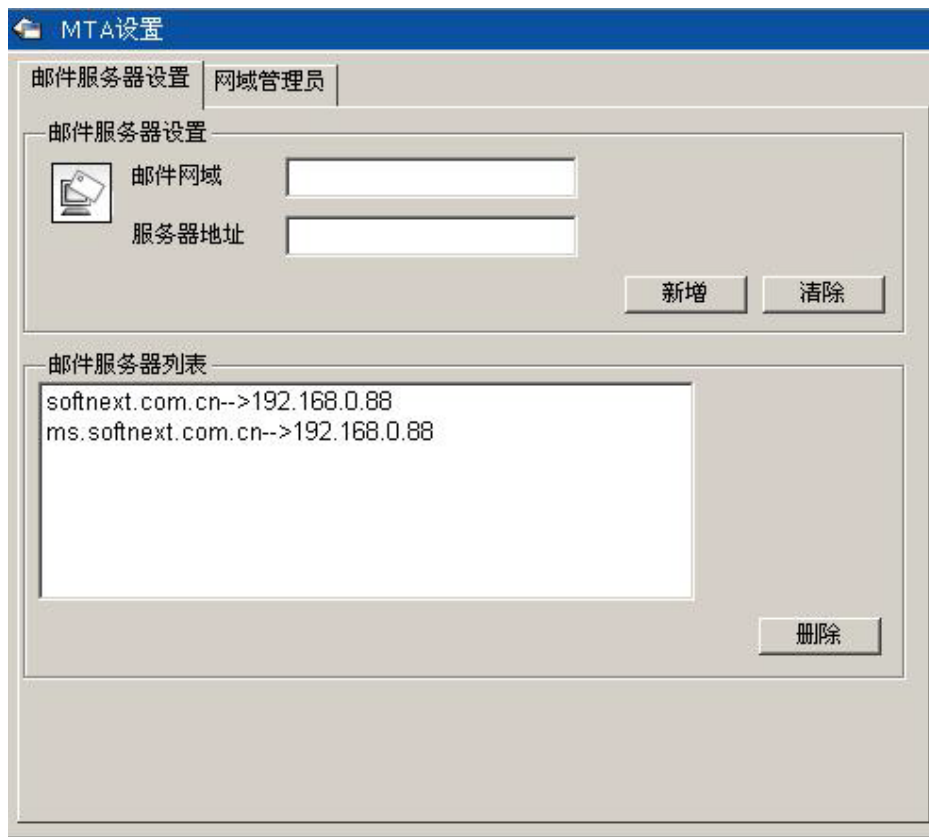 MTA设置
邮件服务器设置 网域管理员
邮件服务器设置
邮件网域
服务器地址
新增 清除
邮件服务器列表
softnext.com.cn-->192.168.0.88
ms.softnext.com.cn-->192.168.0.88
删除